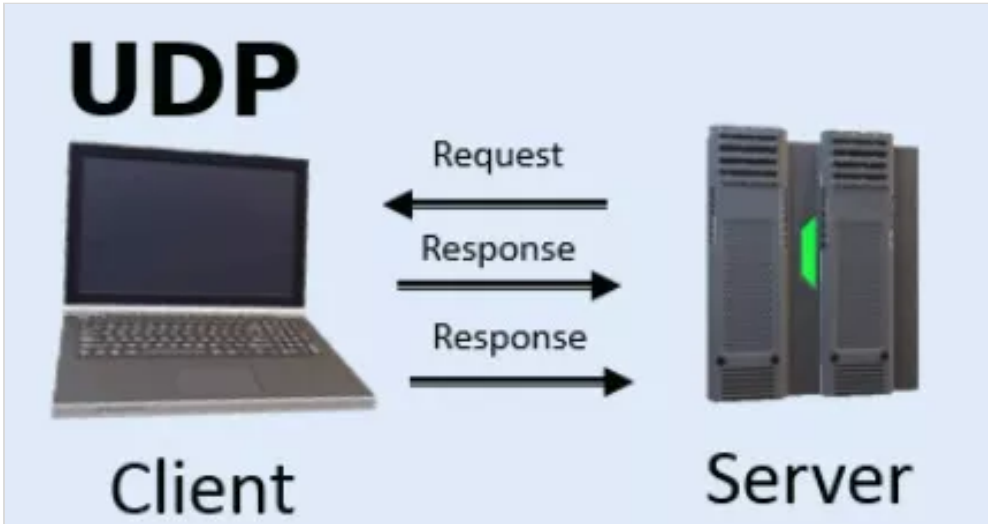 UDP
Request
Response
Response
Client
Server